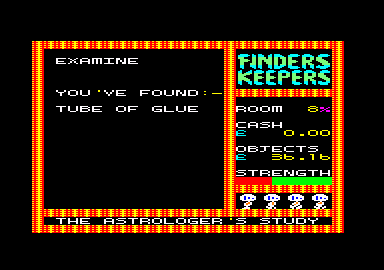 EXAMINE
YOU'VE FOUND:-
TUBE OF GLUE
FINDERS
KEEPERS
ROOM 8%
CASH
£ 0.00
OBJECTS
£ 36.16
STRENGTH
THE ASTROLOGER'S STUDY